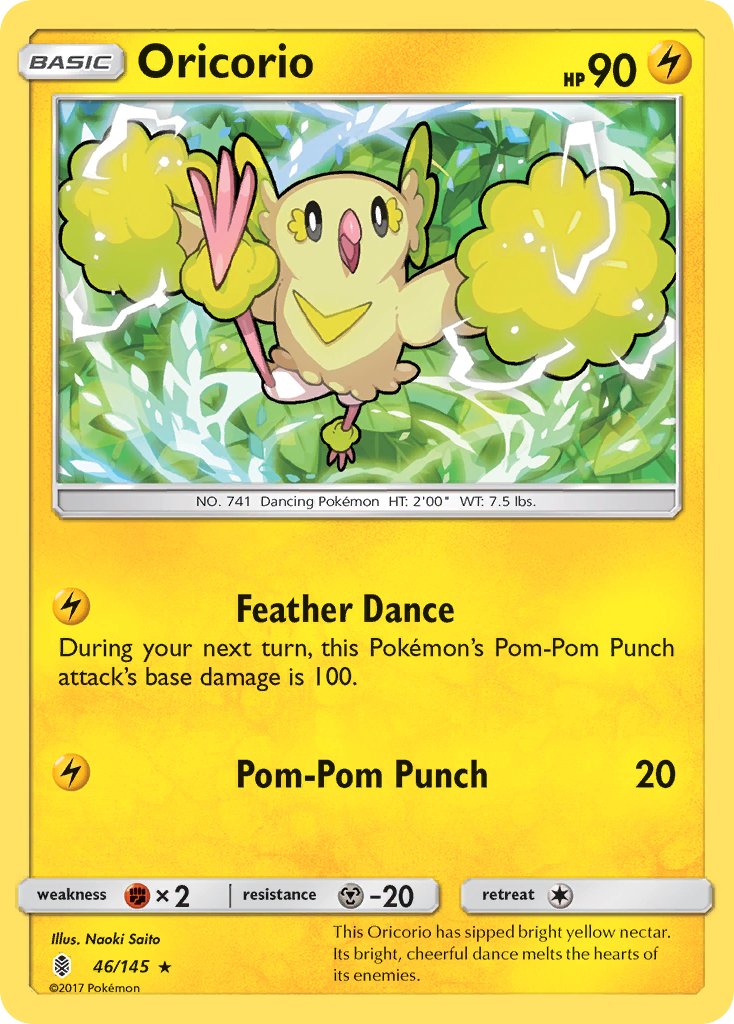 BASIC Oricorio HP 90
NO. 741 Dancing Pokémon HT: 2'00" WT: 7.5 lbs.
Feather Dance
During your next turn, this Pokémon's Pom-Pom Punch
attack's base damage is 100.
Pom-Pom Punch 20
weakness × 2 resistance –20 retreat
Illus. Naoki Saito
46/145 ★
©2017 Pokémon
This Oricorio has sipped bright yellow nectar.
Its bright, cheerful dance melts the hearts of
its enemies.